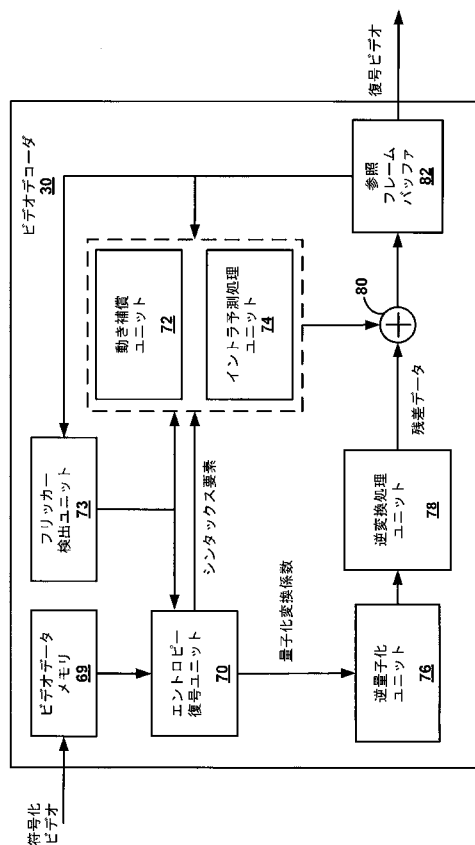 符号化
ビデオ
ビデオデコーダ
30
ビデオデータ
メモリ
69
フリッカー
検出ユニット
73
動き補償
ユニット
72
イントラ予測処理
ユニット
74
エントロピー
復号ユニット
70
シンタックス要素
量子化変換係数
逆量子化
ユニット
76
逆変換処理
ユニット
78
残差データ
80
参照
フレーム
バッファ
82
復号ビデオ